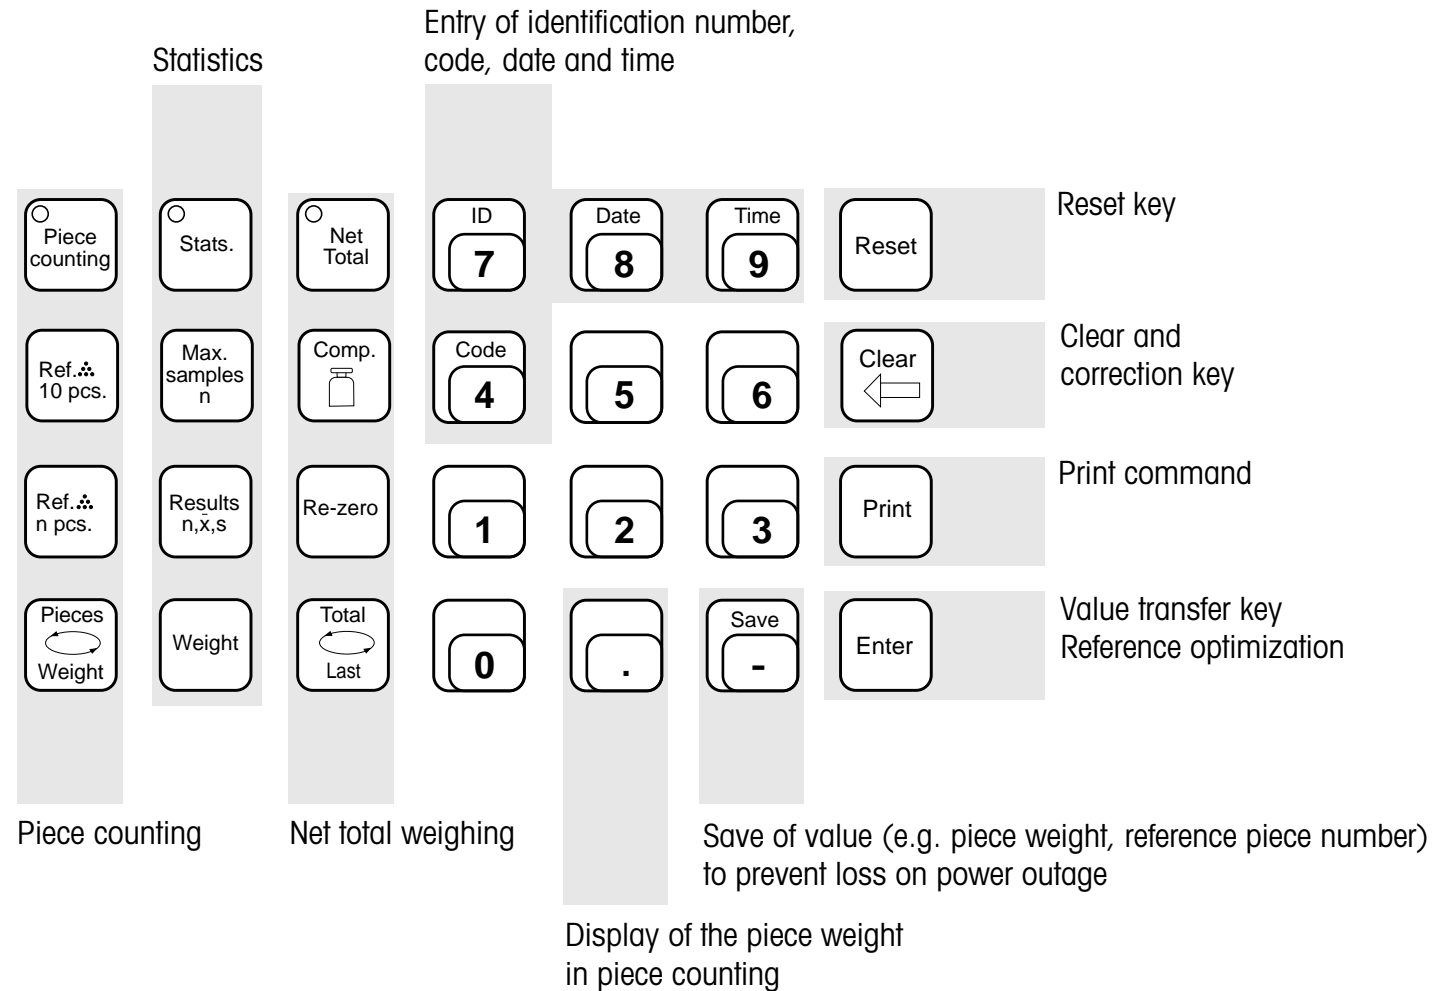 Entry of identification number,
code, date and time
Statistics
Piece
counting
Stats.
Net
Total
ID
7
Date
8
Time
9
Reset
Reset key
Ref.
10 pcs.
Max.
samples
n
Comp.
Code
4
5
6
Clear
Clear and
correction key
Ref.
n pcs.
Results
n,x̄,s
Re-zero
1
2
3
Print
Print command
Pieces
Weight
Weight
Total
Last
0
.
Save
-
Enter
Value transfer key
Reference optimization
Piece counting
Net total weighing
Save of value (e.g. piece weight, reference piece number)
to prevent loss on power outage
Display of the piece weight
in piece counting